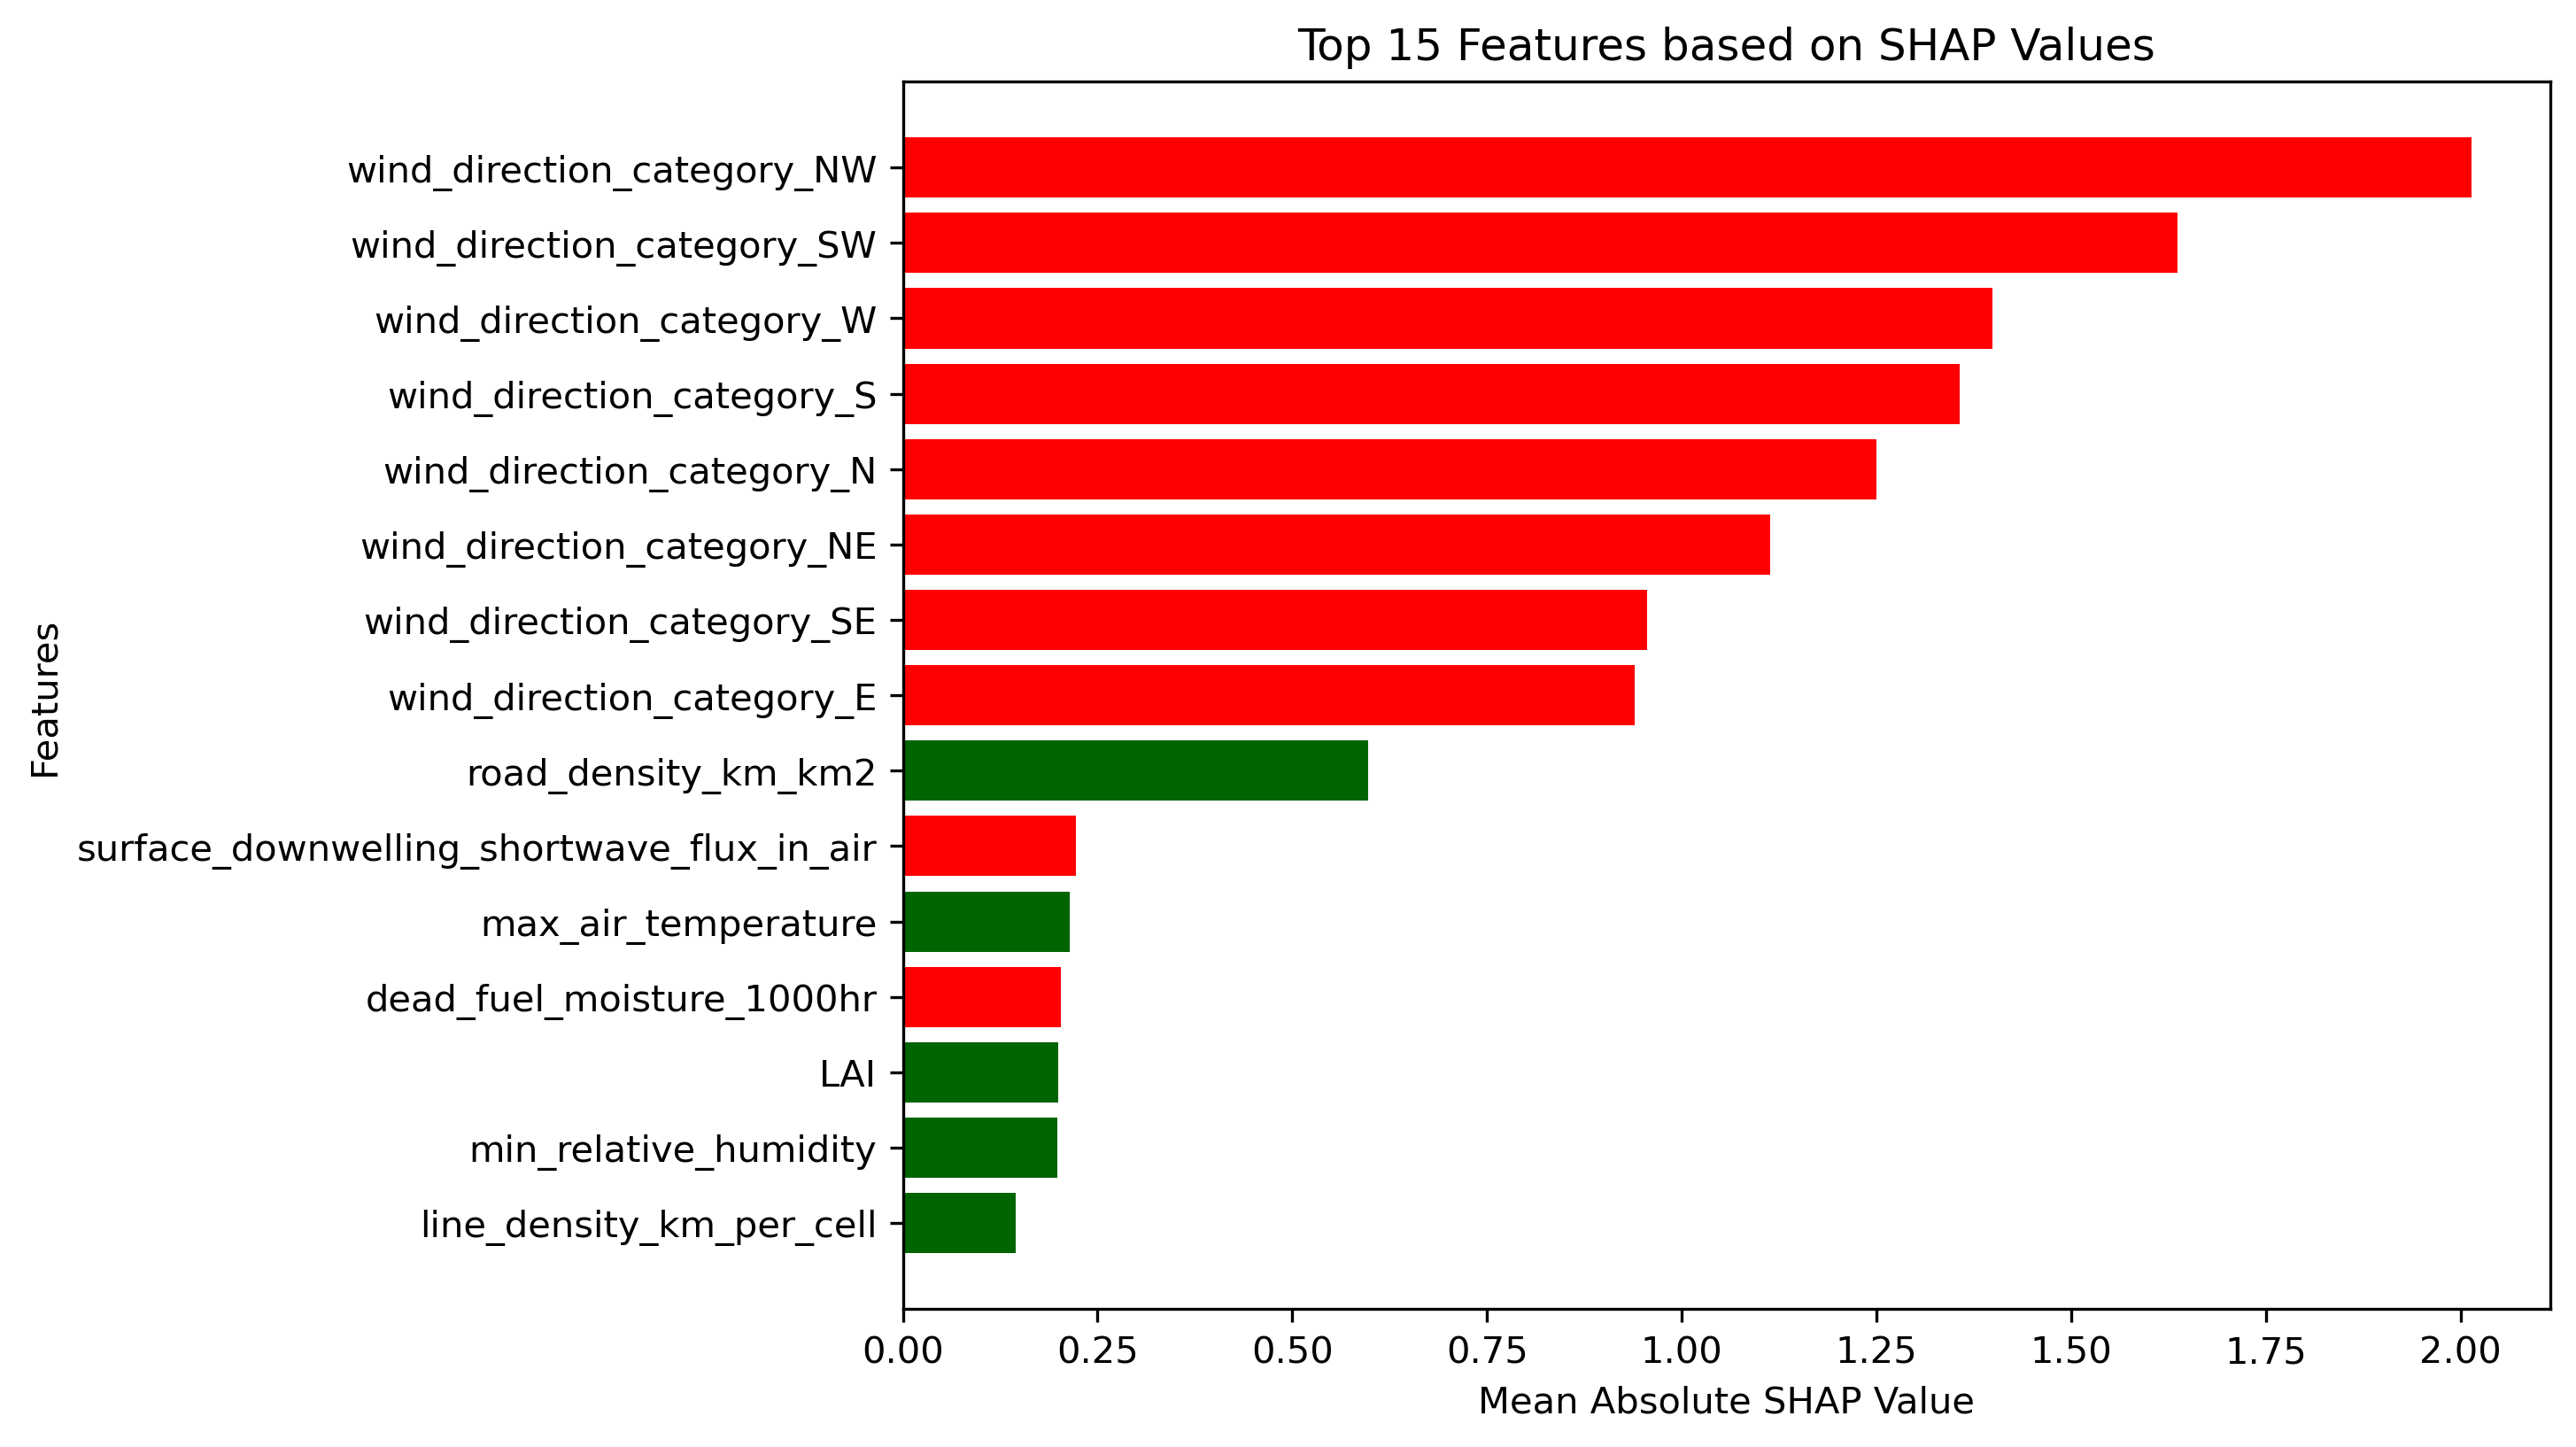 Top 15 Features based on SHAP Values
Features
wind_direction_category_NW
wind_direction_category_SW
wind_direction_category_W
wind_direction_category_S
wind_direction_category_N
wind_direction_category_NE
wind_direction_category_SE
wind_direction_category_E
road_density_km_km2
surface_downwelling_shortwave_flux_in_air
max_air_temperature
dead_fuel_moisture_1000hr
LAI
min_relative_humidity
line_density_km_per_cell
0.00 0.25 0.50 0.75 1.00 1.25 1.50 1.75 2.00
Mean Absolute SHAP Value